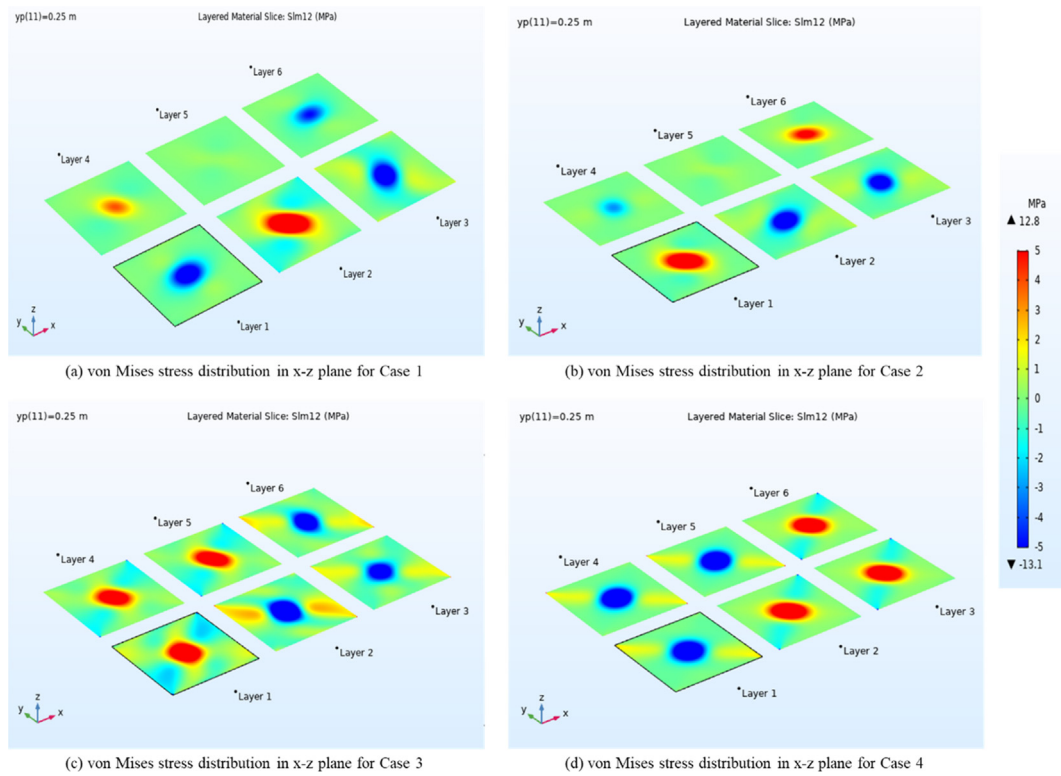 yp(11)=0.25 m
Layered Material Slice: Slm12 (MPa)
Layer 6
Layer 5
Layer 4
Layer 3
Layer 2
Layer 1
z
y
x
(a) von Mises stress distribution in x-z plane for Case 1
yp(11)=0.25 m
Layered Material Slice: Slm12 (MPa)
Layer 6
Layer 5
Layer 4
Layer 3
Layer 2
Layer 1
z
y
x
(b) von Mises stress distribution in x-z plane for Case 2
MPa
▲ 12.8
5
4
3
2
1
0
-1
-2
-3
-4
-5
▼ -13.1
yp(11)=0.25 m
Layered Material Slice: Slm12 (MPa)
Layer 6
Layer 5
Layer 4
Layer 3
Layer 2
Layer 1
z
y
x
(c) von Mises stress distribution in x-z plane for Case 3
yp(11)=0.25 m
Layered Material Slice: Slm12 (MPa)
Layer 6
Layer 5
Layer 4
Layer 3
Layer 2
Layer 1
z
y
x
(d) von Mises stress distribution in x-z plane for Case 4